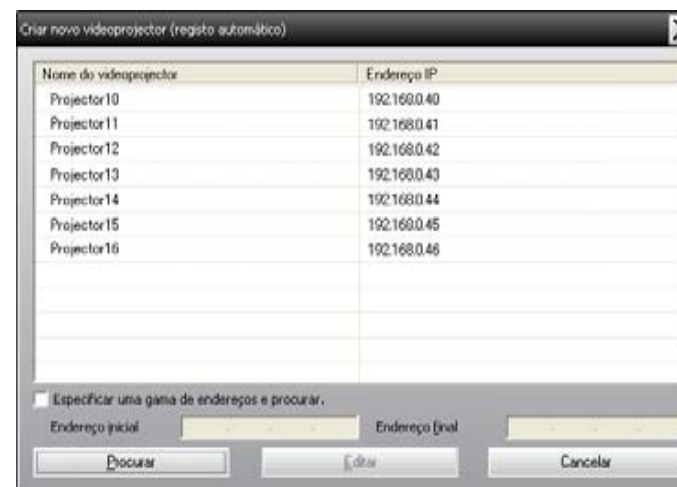 Criar novo videoprojector (registo automático)
Nome do videoprojector Endereço IP
Projector10 192.168.0.40
Projector11 192.168.0.41
Projector12 192.168.0.42
Projector13 192.168.0.43
Projector14 192.168.0.44
Projector15 192.168.0.45
Projector16 192.168.0.46
Especificar uma gama de endereços e procurar.
Endereço inicial Endereço final
Procurar Editar Cancelar